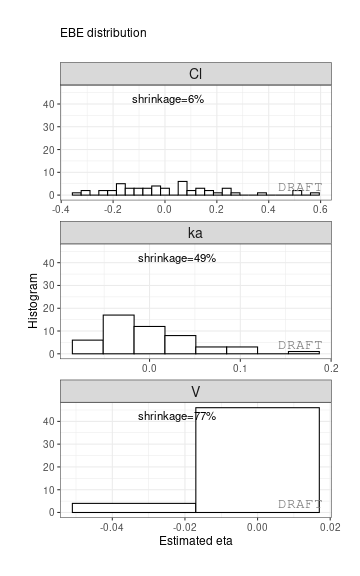 EBE distribution
Cl
shrinkage=6%
40
30
20
10
0
DRAFT
-0.4 -0.2 0.0 0.2 0.4 0.6
ka
shrinkage=49%
40
30
20
10
0
DRAFT
0.0 0.1 0.2
Histogram
V
shrinkage=77%
40
30
20
10
0
DRAFT
-0.04 -0.02 0.00 0.02
Estimated eta